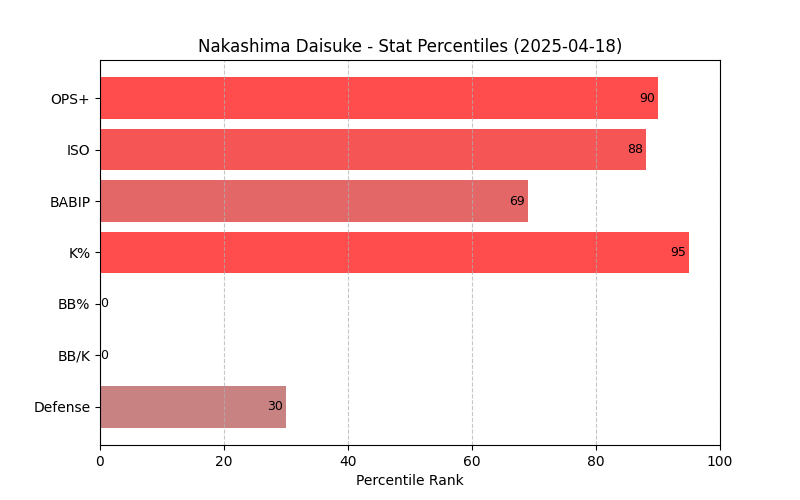 Nakashima Daisuke - Stat Percentiles (2025-04-18)
OPS+ 90
ISO 88
BABIP 69
K% 95
BB% 0
BB/K 0
Defense 30
0 20 40 60 80 100
Percentile Rank